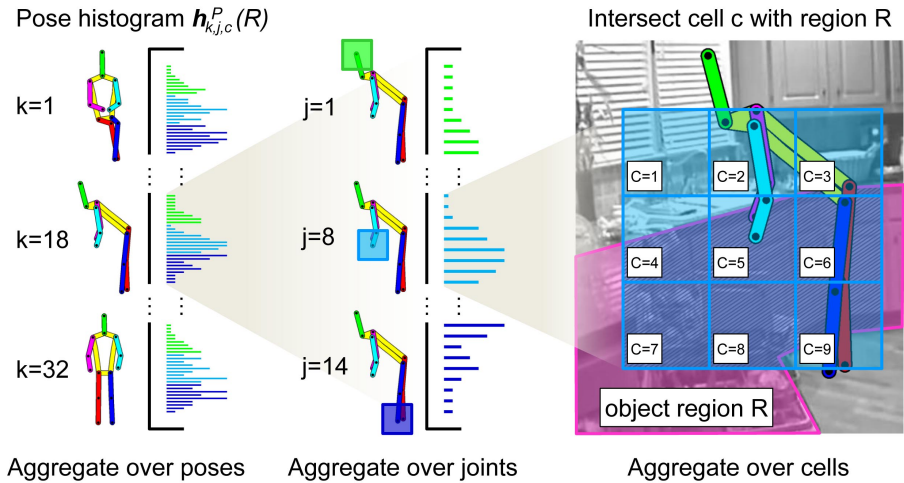 Pose histogram h^P_{k,j,c}(R)
Intersect cell c with region R
k=1
j=1
k=18
j=8
k=32
j=14
C=1
C=2
C=3
C=4
C=5
C=6
C=7
C=8
C=9
object region R
Aggregate over poses
Aggregate over joints
Aggregate over cells